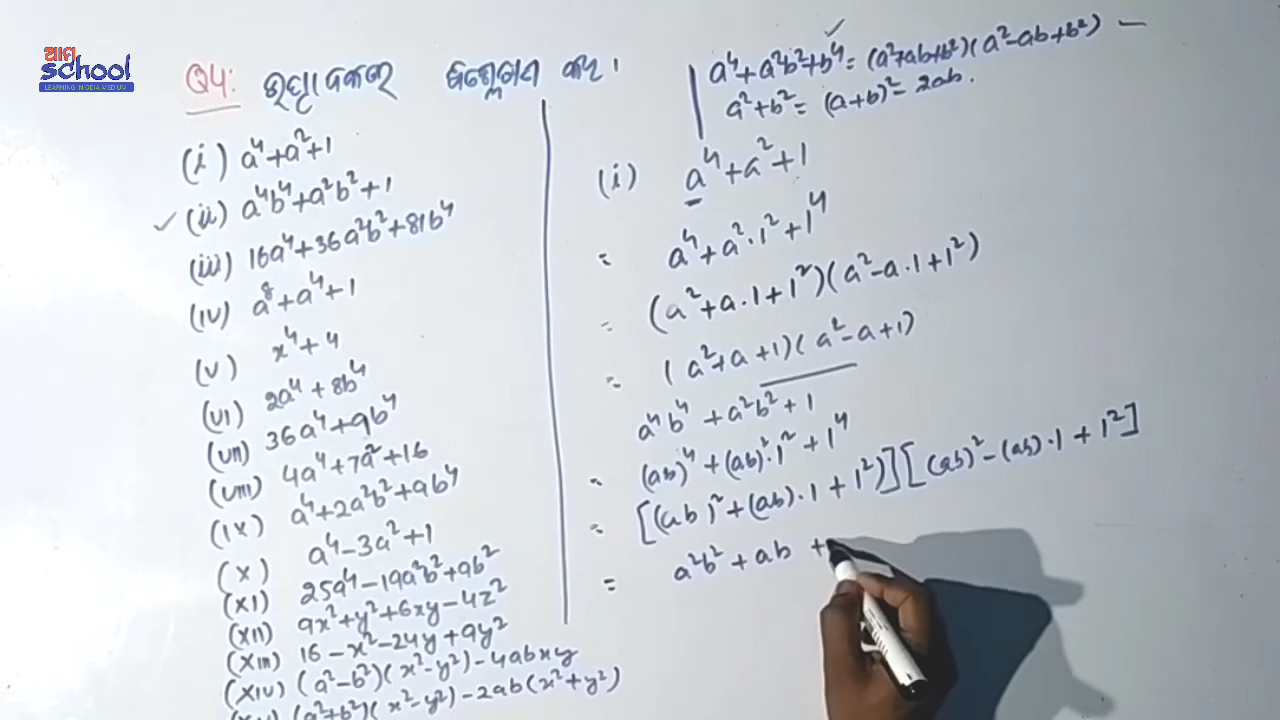 ଆମ
school
LEARNING IN ODIA MEDIUM
Q4: ଉତ୍ପାଦକରେ ବିଶ୍ଳେଷଣ କର ।
(i) a⁴+a²+1
(ii) a⁴b⁴+a²b²+1
(iii) 16a⁴+36a²b²+81b⁴
(iv) a⁸+a⁴+1
(v) x⁴+4
(vi) 2a⁴+8b⁴
(vii) 36a⁴+9b⁴
(viii) 4a⁴+7a²+16
(ix) a⁴+2a²b²+9b⁴
(x) a⁴-3a²+1
(xi) 25a⁴-19a²b²+9b²
(xii) 9x²+y²+6xy-4z²
(xiii) 16-x²-24y+9y²
(xiv) (a²-b²)(x²-y²)-4abxy
(a²+b²)(x²-y²)-2ab(x²+y²)
a⁴+a²b²+b⁴=(a²+ab+b²)(a²-ab+b²)
a²+b²=(a+b)²-2ab.
(i) a⁴+a²+1
= a⁴+a².1²+1⁴
= (a²+a.1+1²)(a²-a.1+1²)
= (a²+a+1)(a²-a+1)
a⁴b⁴+a²b²+1
= (ab)⁴+(ab)².1²+1⁴
= [(ab)²+(ab).1+1²)][(ab)²-(ab).1+1²]
= a²b²+ab+